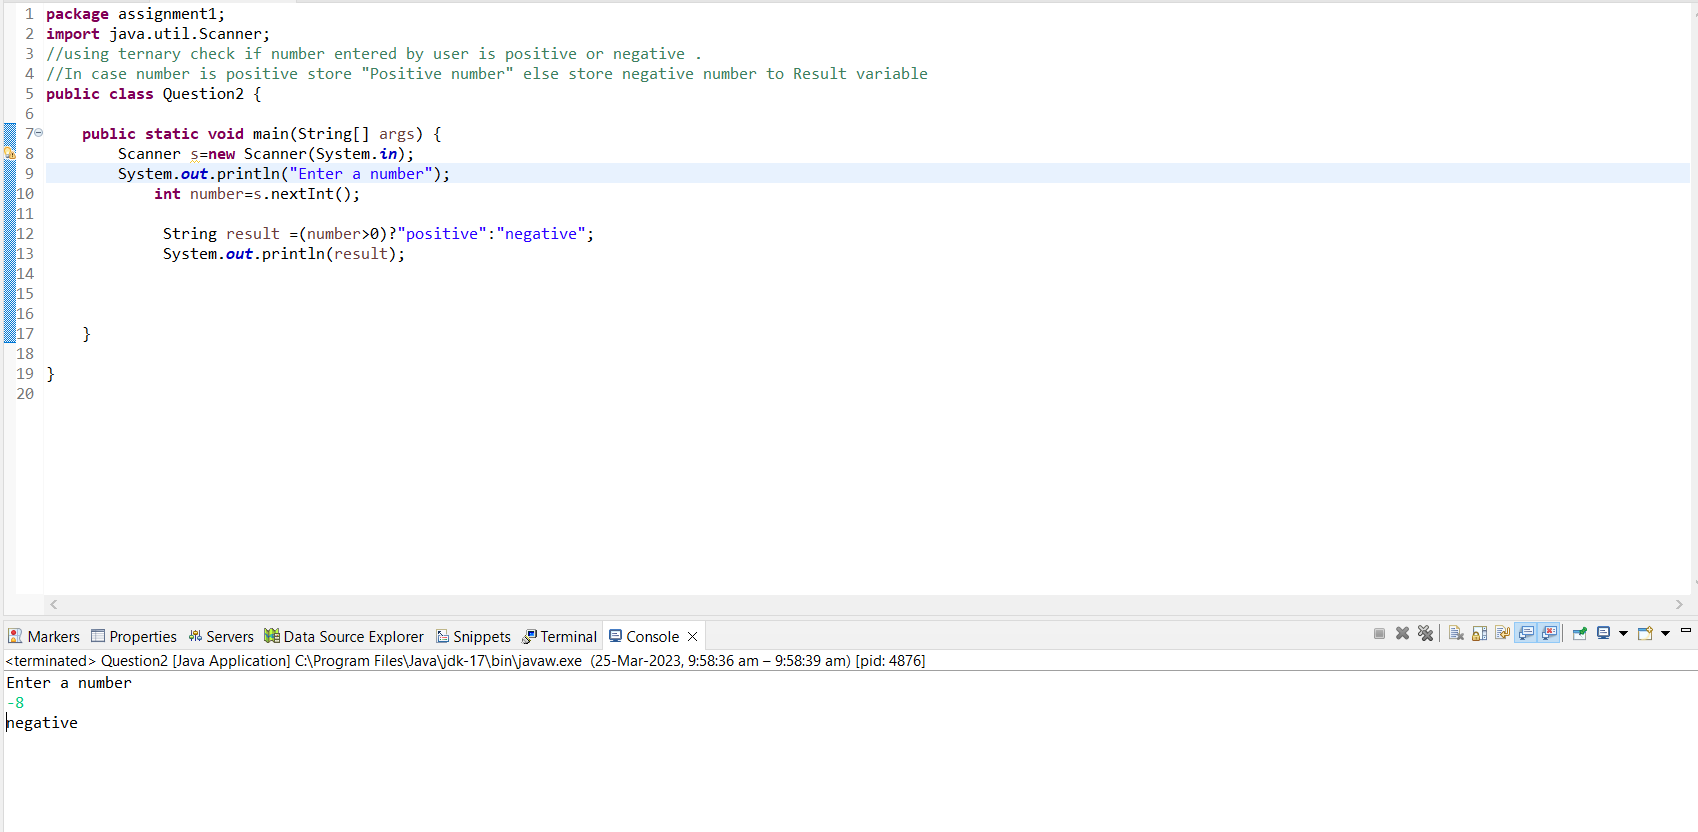 1 package assignment1;
2 import java.util.Scanner;
3 //using ternary check if number entered by user is positive or negative .
4 //In case number is positive store "Positive number" else store negative number to Result variable
5 public class Question2 {
6
7 public static void main(String[] args) {
8 Scanner s=new Scanner(System.in);
9 System.out.println("Enter a number");
10 int number=s.nextInt();
11
12 String result =(number>0)?"positive":"negative";
13 System.out.println(result);
14
15
16
17 }
18
19 }
20
Markers Properties Servers Data Source Explorer Snippets Terminal Console
<terminated> Question2 [Java Application] C:\Program Files\Java\jdk-17\bin\javaw.exe (25-Mar-2023, 9:58:36 am – 9:58:39 am) [pid: 4876]
Enter a number
-8
negative